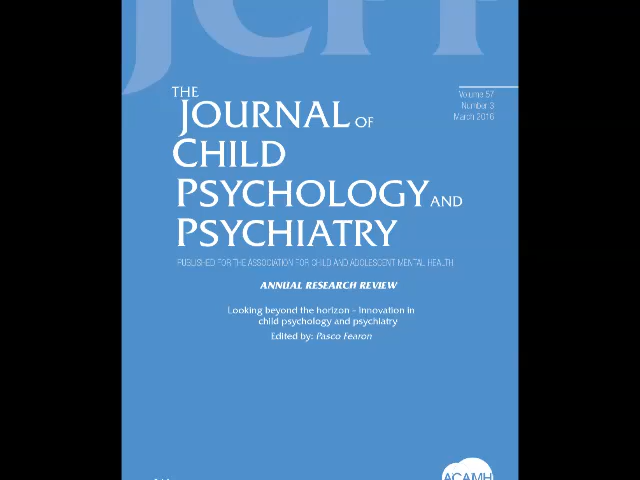 JCPP
Volume 57
Number 3
March 2016
THE
JOURNAL OF
CHILD
PSYCHOLOGY AND
PSYCHIATRY
PUBLISHED FOR THE ASSOCIATION FOR CHILD AND ADOLESCENT MENTAL HEALTH
ANNUAL RESEARCH REVIEW
Looking beyond the horizon - Innovation in
child psychology and psychiatry
Edited by: Pasco Fearon
ACAMH